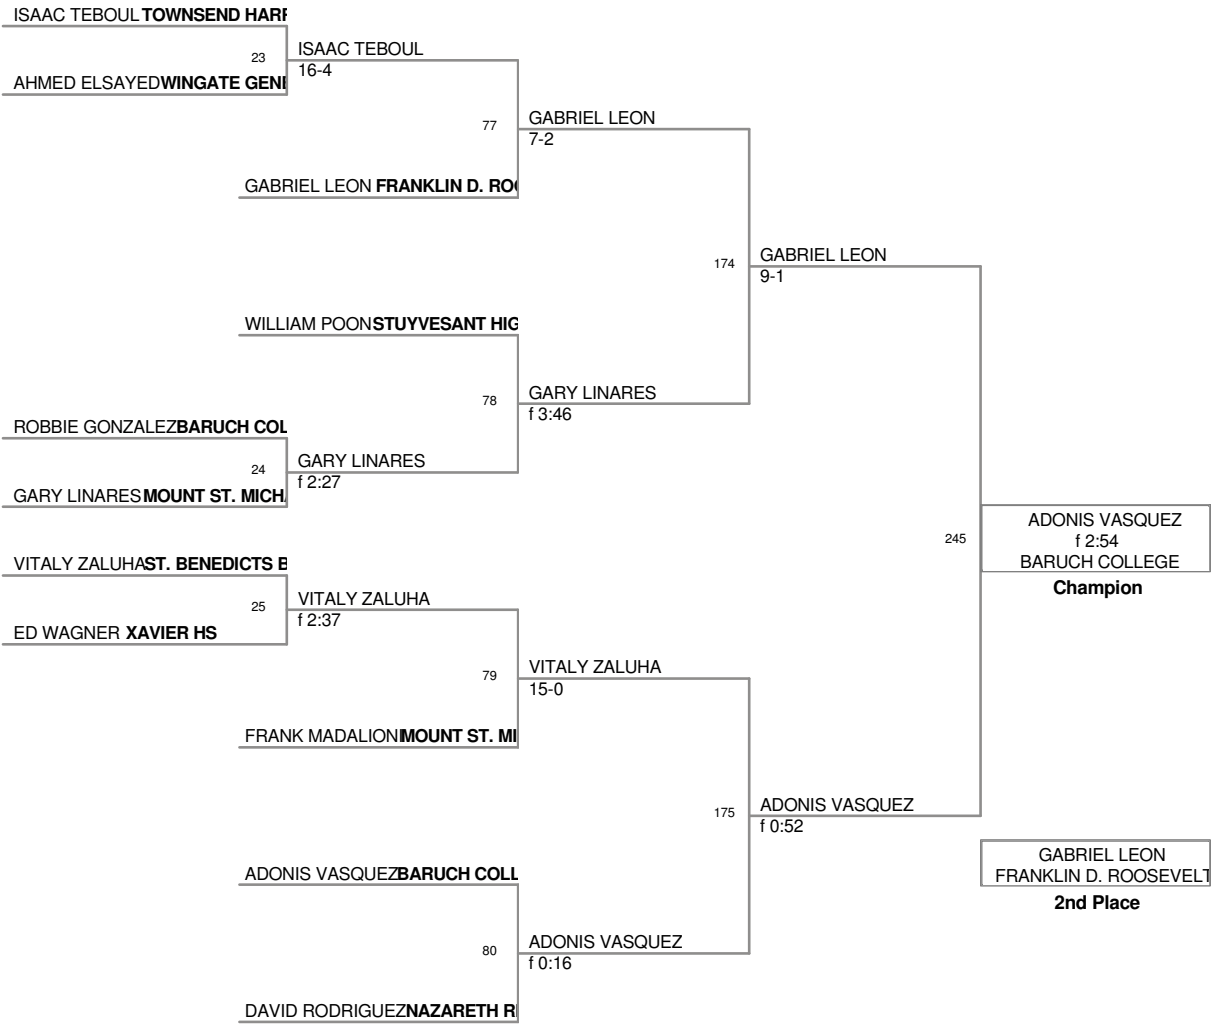 ISAAC TEBOUL TOWNSEND HARR
23
ISAAC TEBOUL
16-4
AHMED ELSAYED WINGATE GENE
77
GABRIEL LEON
7-2
GABRIEL LEON FRANKLIN D. ROO
174
GABRIEL LEON
9-1
WILLIAM POON STUYVESANT HIG
78
GARY LINARES
f 3:46
ROBBIE GONZALEZ BARUCH COL
24
GARY LINARES
f 2:27
GARY LINARES MOUNT ST. MICHA
245
ADONIS VASQUEZ
f 2:54
BARUCH COLLEGE
Champion
VITALY ZALUHA ST. BENEDICTS B
25
VITALY ZALUHA
f 2:37
ED WAGNER XAVIER HS
79
VITALY ZALUHA
15-0
FRANK MADALIONI MOUNT ST. MI
175
ADONIS VASQUEZ
f 0:52
GABRIEL LEON
FRANKLIN D. ROOSEVELT
2nd Place
ADONIS VASQUEZ BARUCH COLL
80
ADONIS VASQUEZ
f 0:16
DAVID RODRIGUEZ NAZARETH R